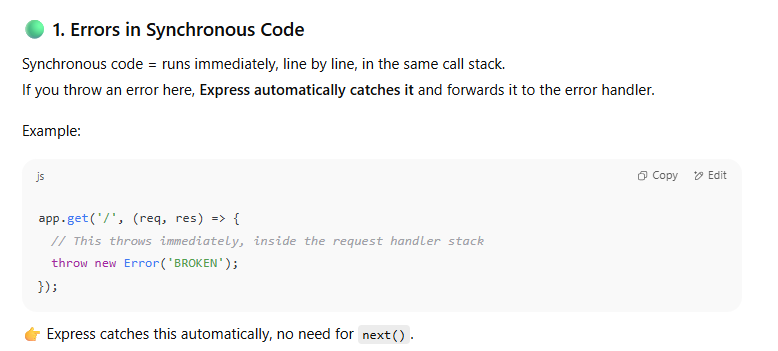 1. Errors in Synchronous Code
Synchronous code = runs immediately, line by line, in the same call stack.
If you throw an error here, Express automatically catches it and forwards it to the error handler.
Example:
js
Copy
Edit
app.get('/', (req, res) => {
  // This throws immediately, inside the request handler stack
  throw new Error('BROKEN');
});
👉 Express catches this automatically, no need for next().